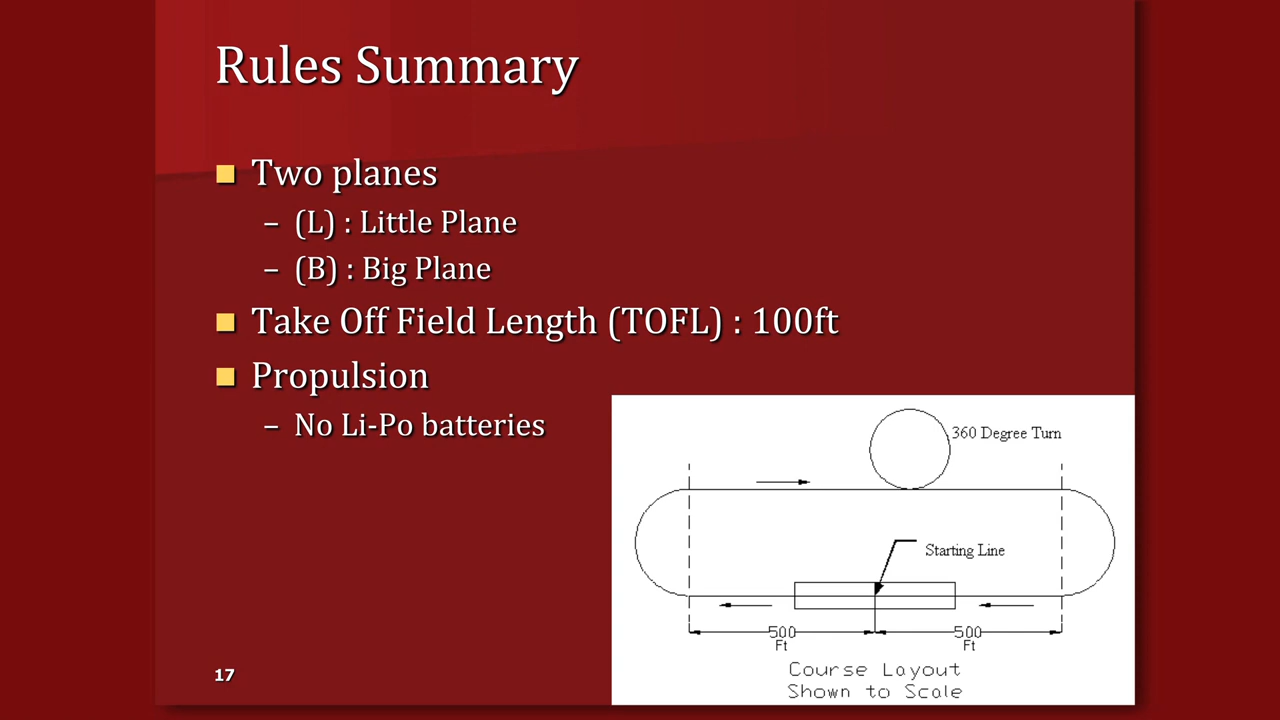 Rules Summary
Two planes
– (L) : Little Plane
– (B) : Big Plane
Take Off Field Length (TOFL) : 100ft
Propulsion
– No Li-Po batteries
360 Degree Turn
Starting Line
500 Ft
500 Ft
Course Layout
Shown to Scale
17